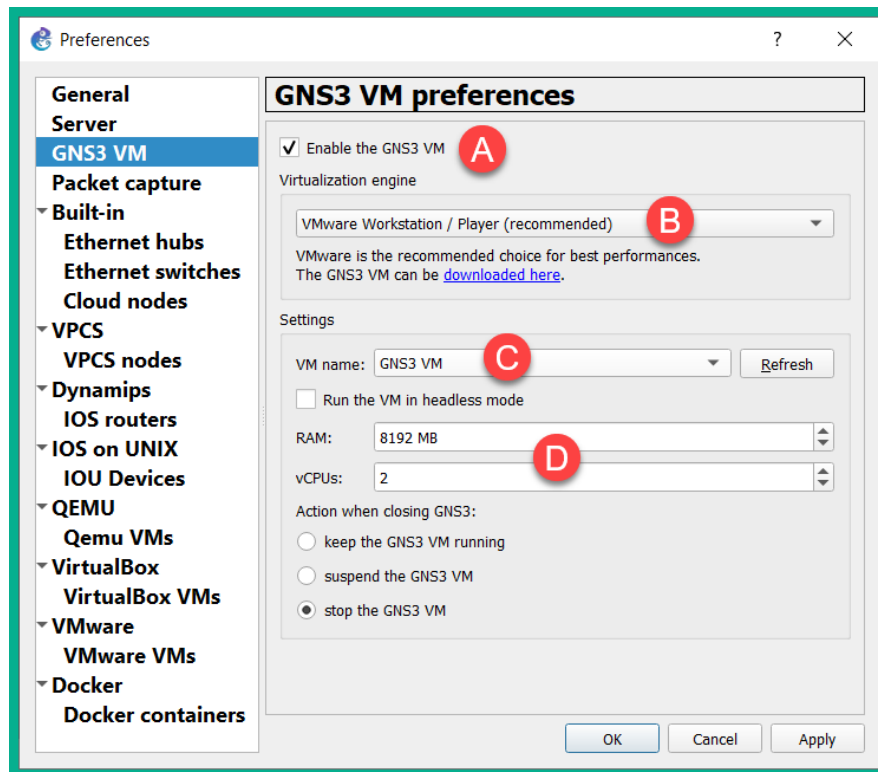 Preferences
?
General
Server
GNS3 VM
Packet capture
Built-in
Ethernet hubs
Ethernet switches
Cloud nodes
VPCS
VPCS nodes
Dynamips
IOS routers
IOS on UNIX
IOU Devices
QEMU
Qemu VMs
VirtualBox
VirtualBox VMs
VMware
VMware VMs
Docker
Docker containers
GNS3 VM preferences
Enable the GNS3 VM A
Virtualization engine
VMware Workstation / Player (recommended) B
VMware is the recommended choice for best performances.
The GNS3 VM can be downloaded here.
Settings
VM name: GNS3 VM C Refresh
Run the VM in headless mode
RAM: 8192 MB
D
vCPUs: 2
Action when closing GNS3:
keep the GNS3 VM running
suspend the GNS3 VM
stop the GNS3 VM
OK Cancel Apply